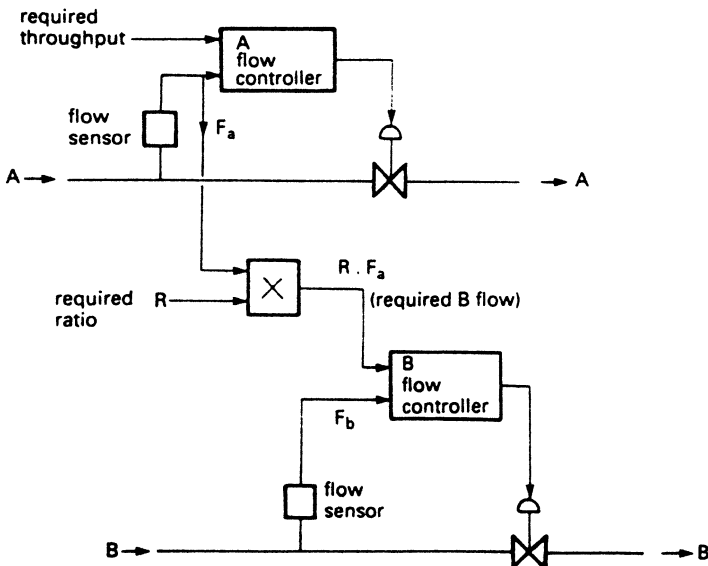 required
throughput
A
flow
controller
flow
sensor
Fa
A
A
R . Fa
required
ratio
R
×
(required B flow)
B
flow
controller
Fb
flow
sensor
B
B